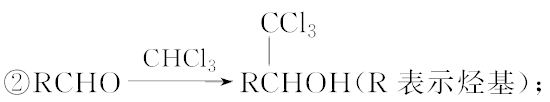 CCl₃
②RCHO CHCl₃ RCHOH(R 表示烃基);